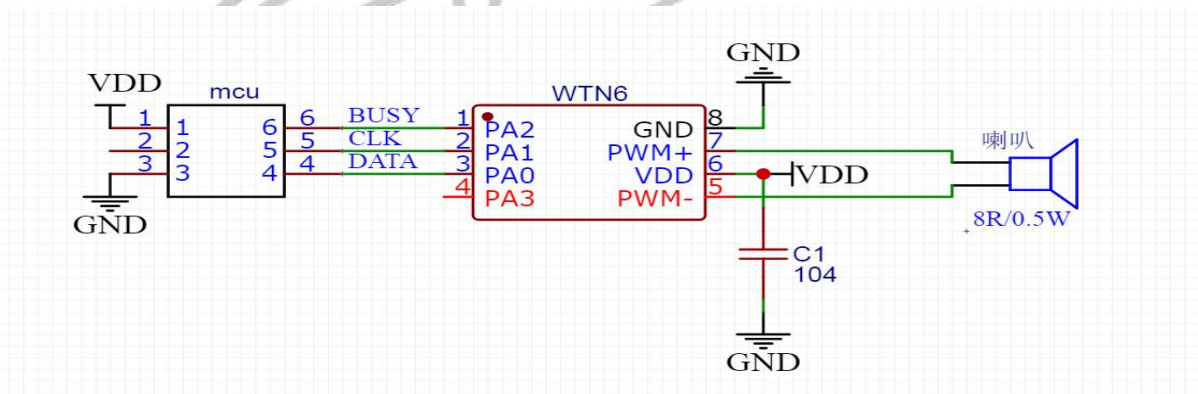 GND
VDD
mcu
WTN6
1 1 6 6 BUSY 1 PA2 GND 8
2 2 5 5 CLK 2 PA1 PWM+ 7
3 3 4 4 DATA 3 PA0 VDD 6 VDD
4 PA3 PWM- 5
喇叭
8R/0.5W
GND
C1
104
GND